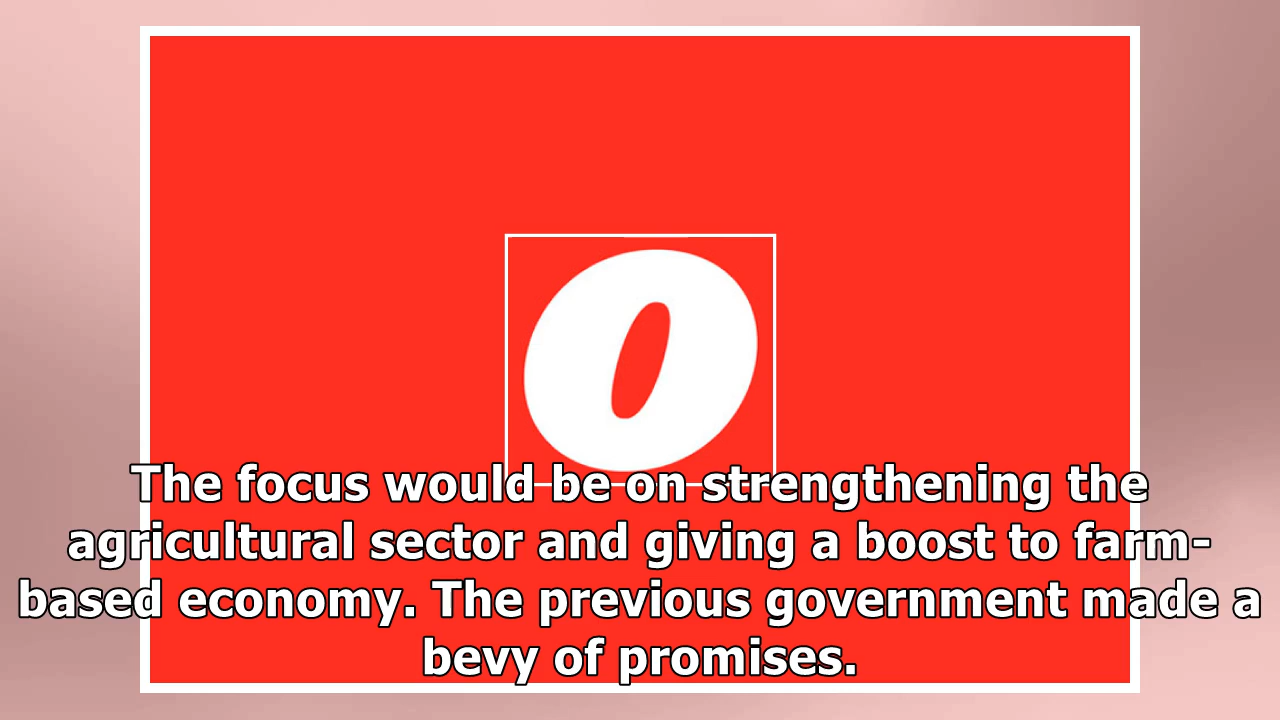 O
The focus would be on strengthening the
agricultural sector and giving a boost to farm-
based economy. The previous government made a
bevy of promises.